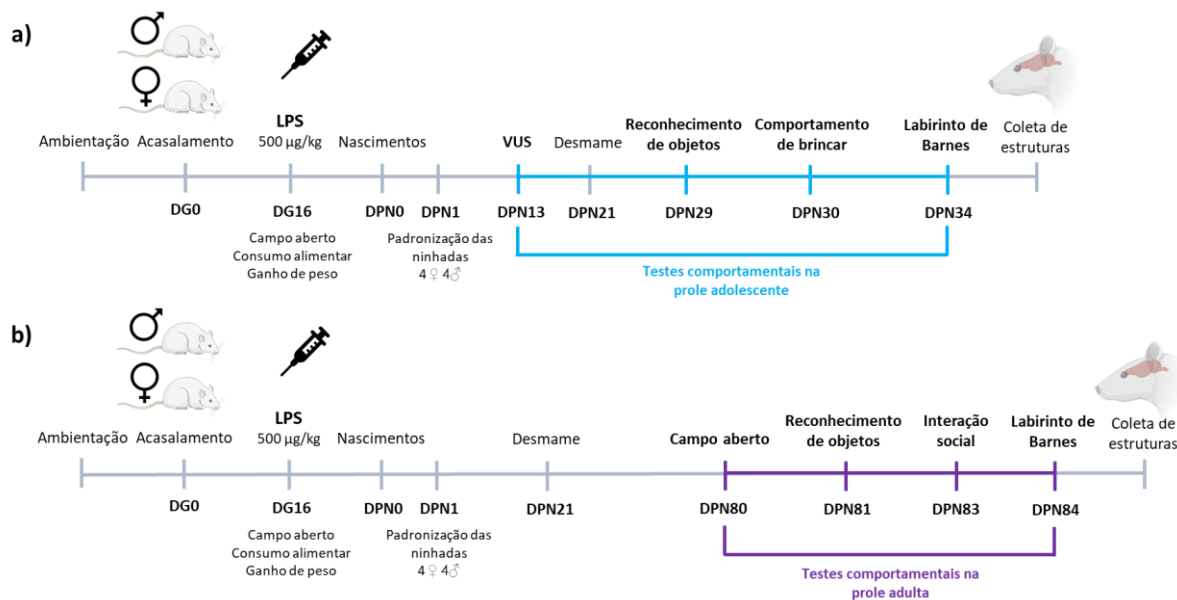 a)
LPS
500 µg/kg
Ambientação
Acasalamento
Nascimentos
VUS
Desmame
Reconhecimento
de objetos
Comportamento
de brincar
Labirinto de
Barnes
Coleta de
estruturas
DG0
DG16
DPN0
DPN1
DPN13
DPN21
DPN29
DPN30
DPN34
Campo aberto
Consumo alimentar
Ganho de peso
Padronização das
ninhadas
4♀ 4♂
Testes comportamentais na
prole adolescente
b)
LPS
500 µg/kg
Ambientação
Acasalamento
Nascimentos
Desmame
Campo aberto
Reconhecimento
de objetos
Interação
social
Labirinto de
Barnes
Coleta de
estruturas
DG0
DG16
DPN0
DPN1
DPN21
DPN80
DPN81
DPN83
DPN84
Campo aberto
Consumo alimentar
Ganho de peso
Padronização das
ninhadas
4♀ 4♂
Testes comportamentais na
prole adulta